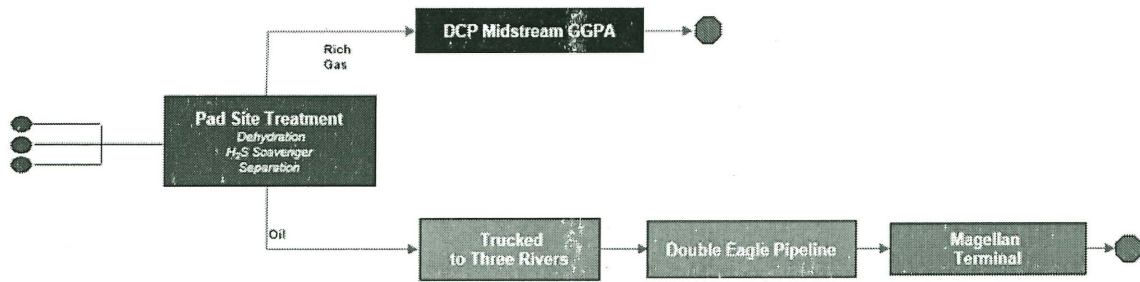 DCP Midstream GGPA
Rich
Gas
Pad Site Treatment
Dehydration
H₂S Scavenger
Separation
Oil
Trucked
to Three Rivers
Double Eagle Pipeline
Magellan
Terminal